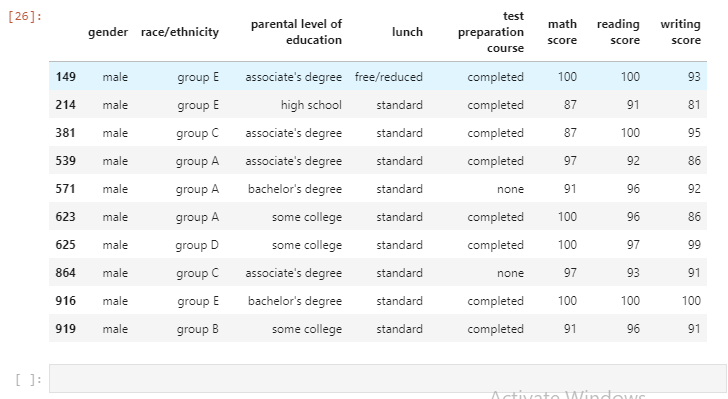 [26]:
gender race/ethnicity parental level of education lunch test preparation course math score reading score writing score
149 male group E associate's degree free/reduced completed 100 100 93
214 male group E high school standard completed 87 91 81
381 male group C associate's degree standard completed 87 100 95
539 male group A associate's degree standard completed 97 92 86
571 male group A bachelor's degree standard none 91 96 92
623 male group A some college standard completed 100 96 86
625 male group D some college standard completed 100 97 99
864 male group C associate's degree standard none 97 93 91
916 male group E bachelor's degree standard completed 100 100 100
919 male group B some college standard completed 91 96 91
[ ]:
Activate Windows